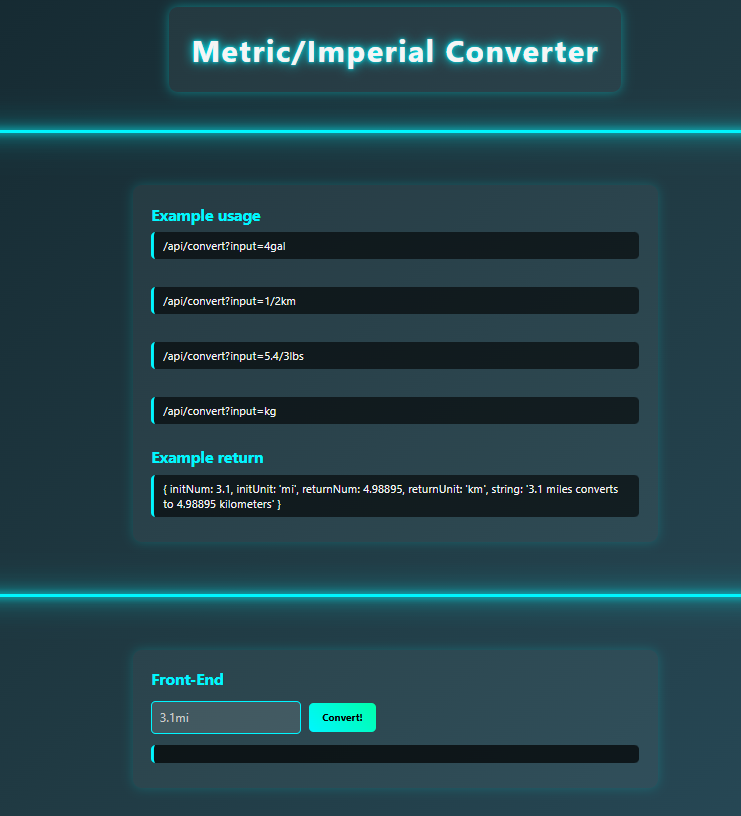 Metric/Imperial Converter
Example usage
/api/convert?input=4gal
/api/convert?input=1/2km
/api/convert?input=5.4/3lbs
/api/convert?input=kg
Example return
{ initNum: 3.1, initUnit: 'mi', returnNum: 4.98895, returnUnit: 'km', string: '3.1 miles converts
to 4.98895 kilometers' }
Front-End
3.1mi
Convert!